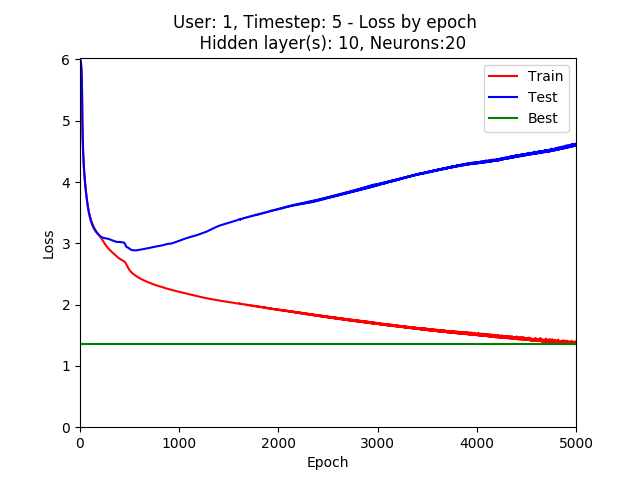 User: 1, Timestep: 5 - Loss by epoch
Hidden layer(s): 10, Neurons:20
Train
Test
Best
Loss
6
5
4
3
2
1
0
0 1000 2000 3000 4000 5000
Epoch